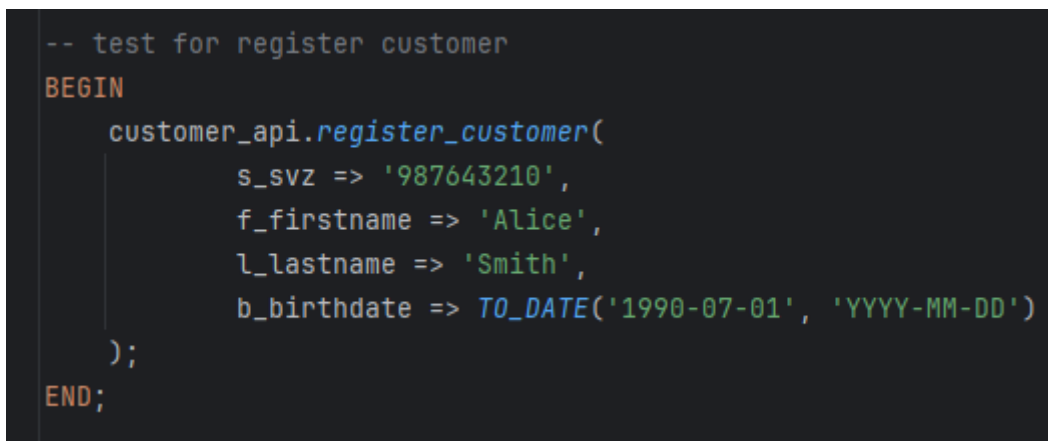 -- test for register customer
BEGIN
    customer_api.register_customer(
            s_svz => '987643210',
            f_firstname => 'Alice',
            l_lastname => 'Smith',
            b_birthdate => TO_DATE('1990-07-01', 'YYYY-MM-DD')
    );
END;